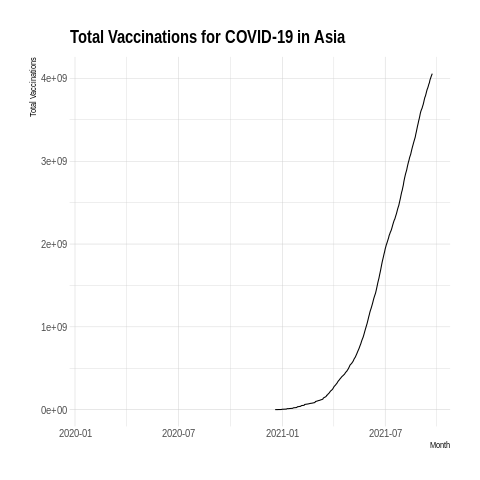 Total Vaccinations for COVID-19 in Asia
Total Vaccinations
4e+09
3e+09
2e+09
1e+09
0e+00
2020-01 2020-07 2021-01 2021-07
Month